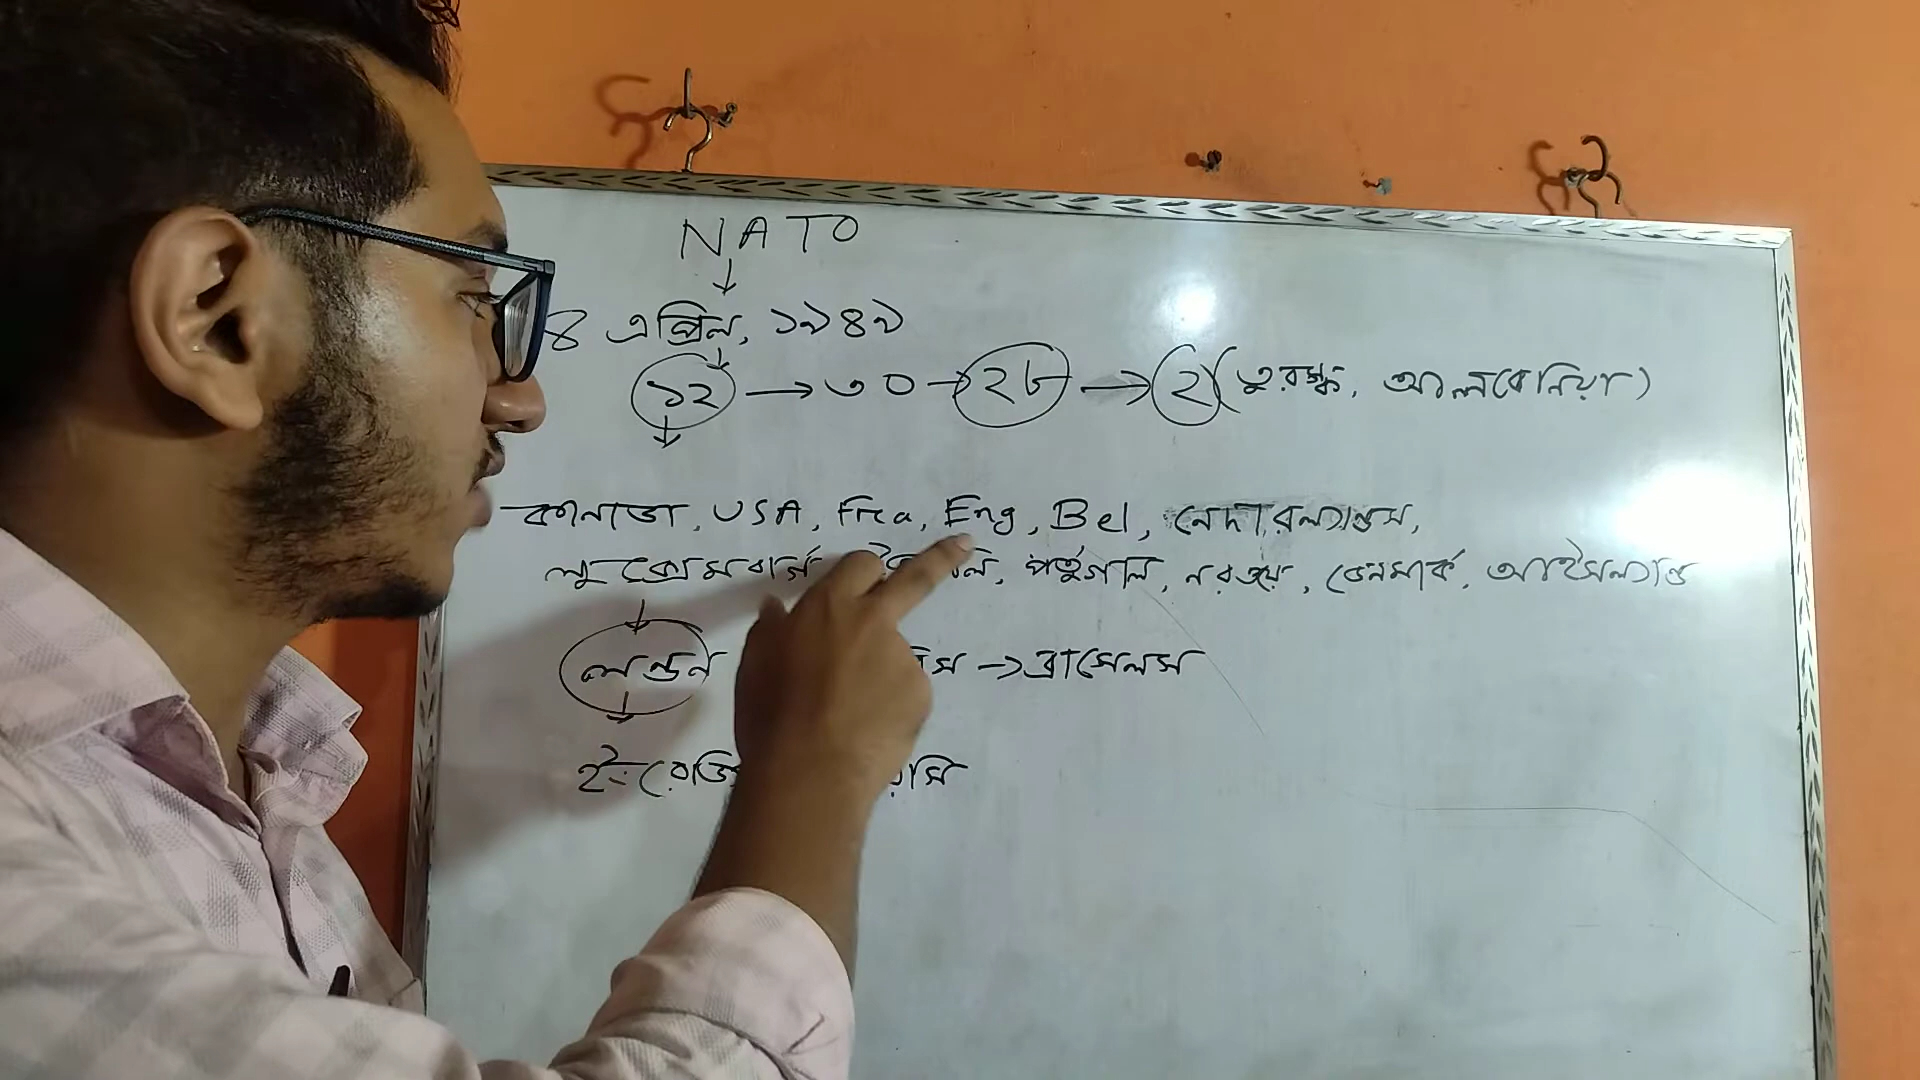 NATO
৪ এপ্রিল, ১৯৪৯
১২ → ৩০ → ২৮ → ২ (তুরস্ক, আলবেনিয়া)
কানাডা, USA, Fra, Eng, Bel, নেদারল্যান্ডস,
লুক্সেমবার্গ পর্তুগাল, নরওয়ে, ডেনমার্ক, আইসল্যান্ড
লন্ডন → ব্রাসেলস